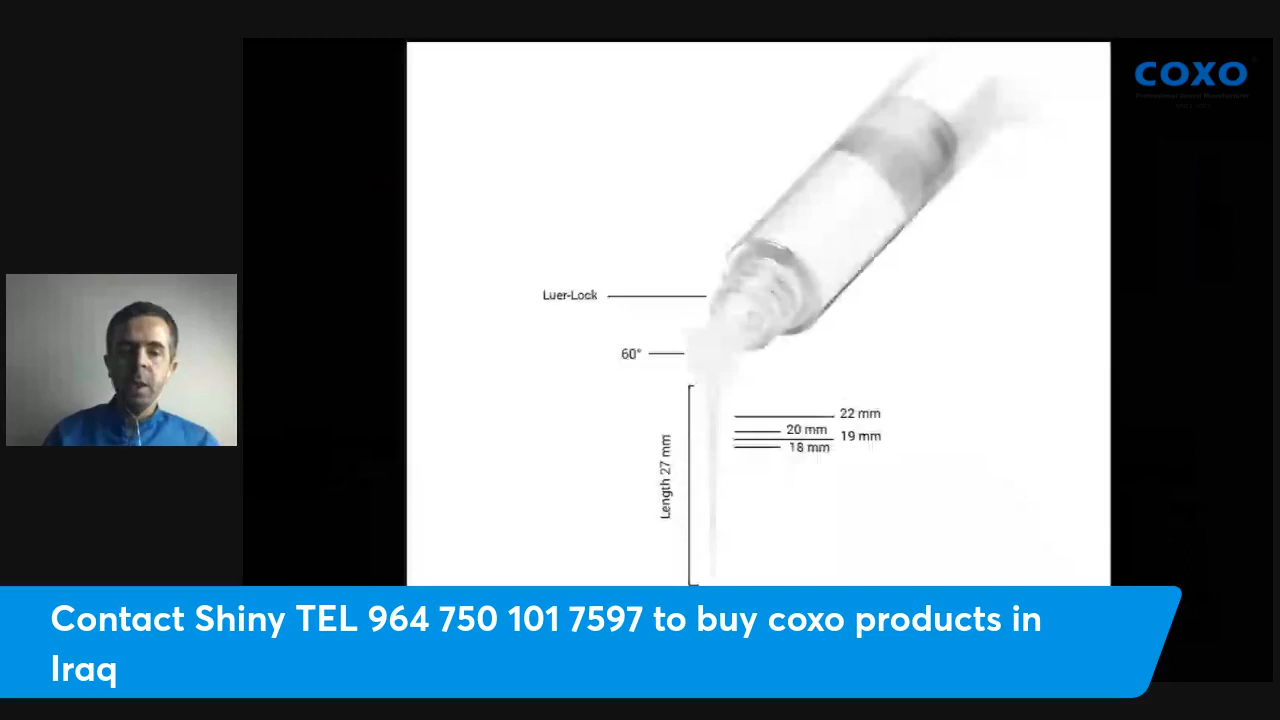 COXO
Luer-Lock
60°
22 mm
20 mm
19 mm
18 mm
Length 27 mm
Contact Shiny TEL 964 750 101 7597 to buy coxo products in
Iraq